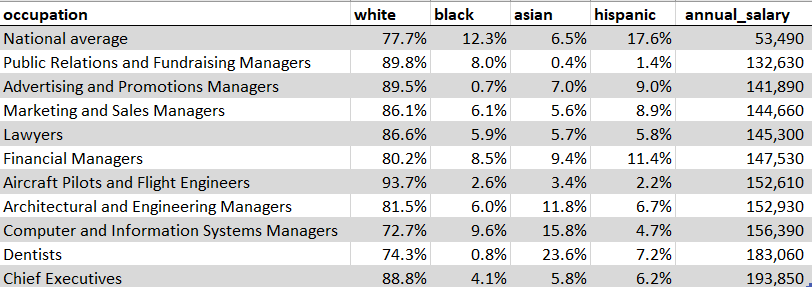 occupation white black asian hispanic annual_salary
National average 77.7% 12.3% 6.5% 17.6% 53,490
Public Relations and Fundraising Managers 89.8% 8.0% 0.4% 1.4% 132,630
Advertising and Promotions Managers 89.5% 0.7% 7.0% 9.0% 141,890
Marketing and Sales Managers 86.1% 6.1% 5.6% 8.9% 144,660
Lawyers 86.6% 5.9% 5.7% 5.8% 145,300
Financial Managers 80.2% 8.5% 9.4% 11.4% 147,530
Aircraft Pilots and Flight Engineers 93.7% 2.6% 3.4% 2.2% 152,610
Architectural and Engineering Managers 81.5% 6.0% 11.8% 6.7% 152,930
Computer and Information Systems Managers 72.7% 9.6% 15.8% 4.7% 156,390
Dentists 74.3% 0.8% 23.6% 7.2% 183,060
Chief Executives 88.8% 4.1% 5.8% 6.2% 193,850